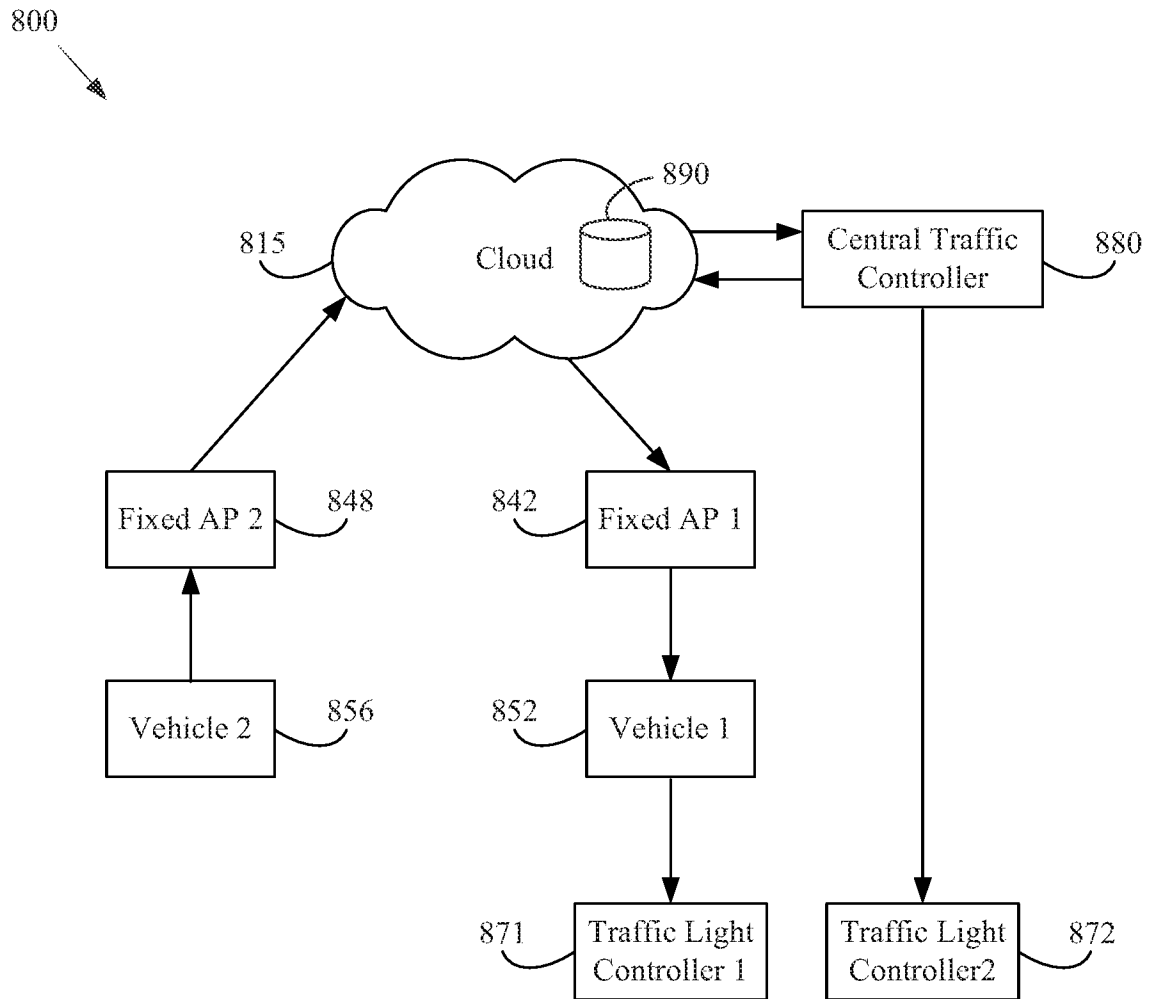 800
890
815
Cloud
Central Traffic
Controller
880
Fixed AP 2
848
842
Fixed AP 1
Vehicle 2
856
852
Vehicle 1
871
Traffic Light
Controller 1
Traffic Light
Controller2
872